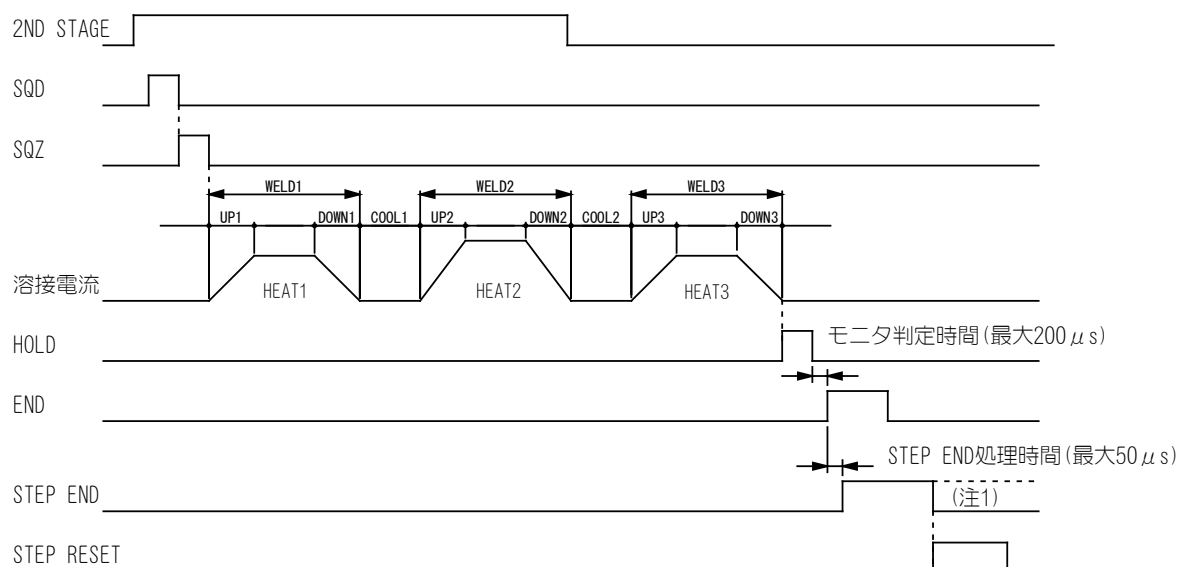 2ND STAGE
SQD
SQZ
WELD1 WELD2 WELD3
UP1 DOWN1 COOL1 UP2 DOWN2 COOL2 UP3 DOWN3
溶接電流
HEAT1 HEAT2 HEAT3
HOLD
モニタ判定時間(最大200μs)
END
STEP END処理時間(最大50μs)
STEP END
(注1)
STEP RESET